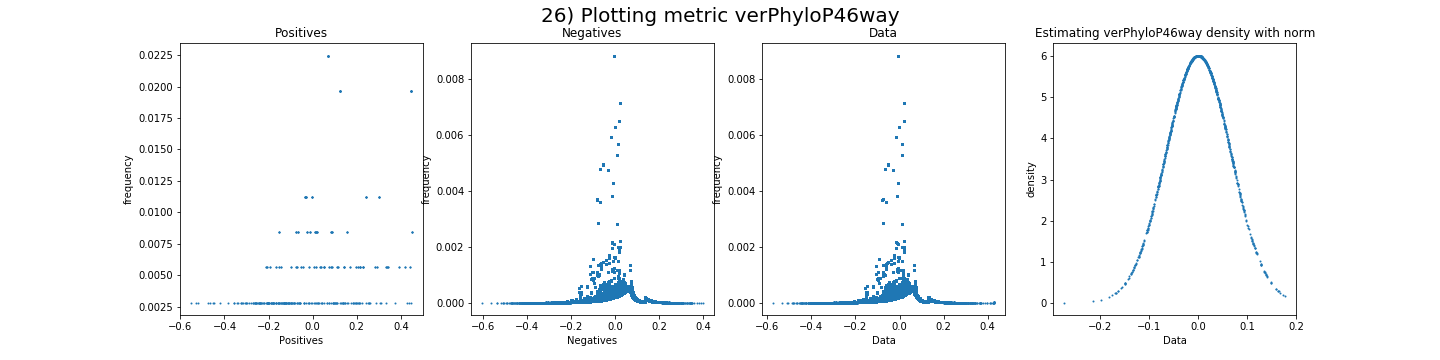 26) Plotting metric verPhyloP46way
Positives
frequency
0.0225
0.0200
0.0175
0.0150
0.0125
0.0100
0.0075
0.0050
0.0025
−0.6 −0.4 −0.2 0.0 0.2 0.4
Positives
Negatives
frequency
0.008
0.006
0.004
0.002
0.000
−0.6 −0.4 −0.2 0.0 0.2 0.4
Negatives
Data
frequency
0.008
0.006
0.004
0.002
0.000
−0.6 −0.4 −0.2 0.0 0.2 0.4
Data
Estimating verPhyloP46way density with norm
density
6
5
4
3
2
1
0
−0.2 −0.1 0.0 0.1 0.2
Data